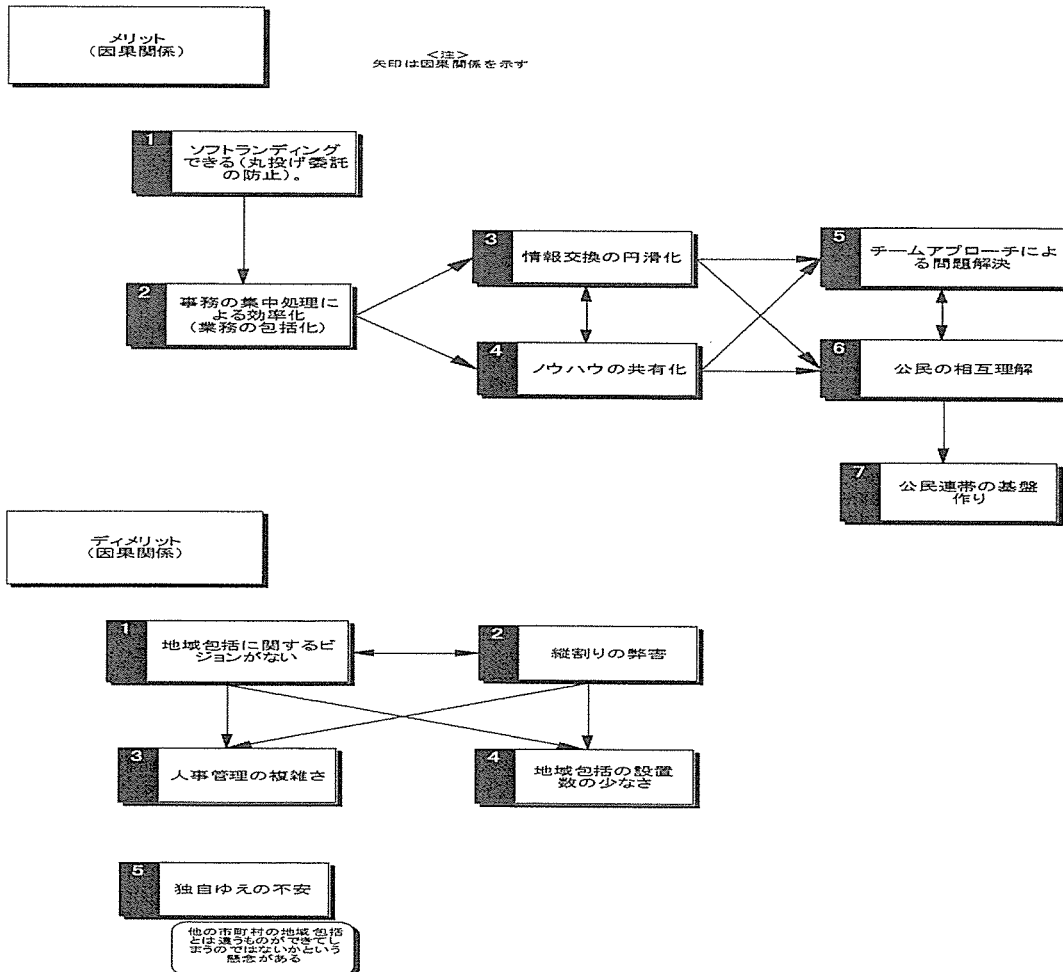 メリット
(因果関係)
<注>
矢印は因果関係を示す
1
ソフトランディング
できる(丸投げ委託
の防止)。
2
事務の集中処理に
よる効率化
(業務の包括化)
3
情報交換の円滑化
4
ノウハウの共有化
5
チームアプローチによ
る問題解決
6
公民の相互理解
7
公民連帯の基盤
作り
ディメリット
(因果関係)
1
地域包括に関するビ
ジョンがない
2
縦割りの弊害
3
人事管理の複雑さ
4
地域包括の設置
数の少なさ
5
独自ゆえの不安
他の市町村の地域包括
とは違うものができてし
まうのではないかという
懸念がある